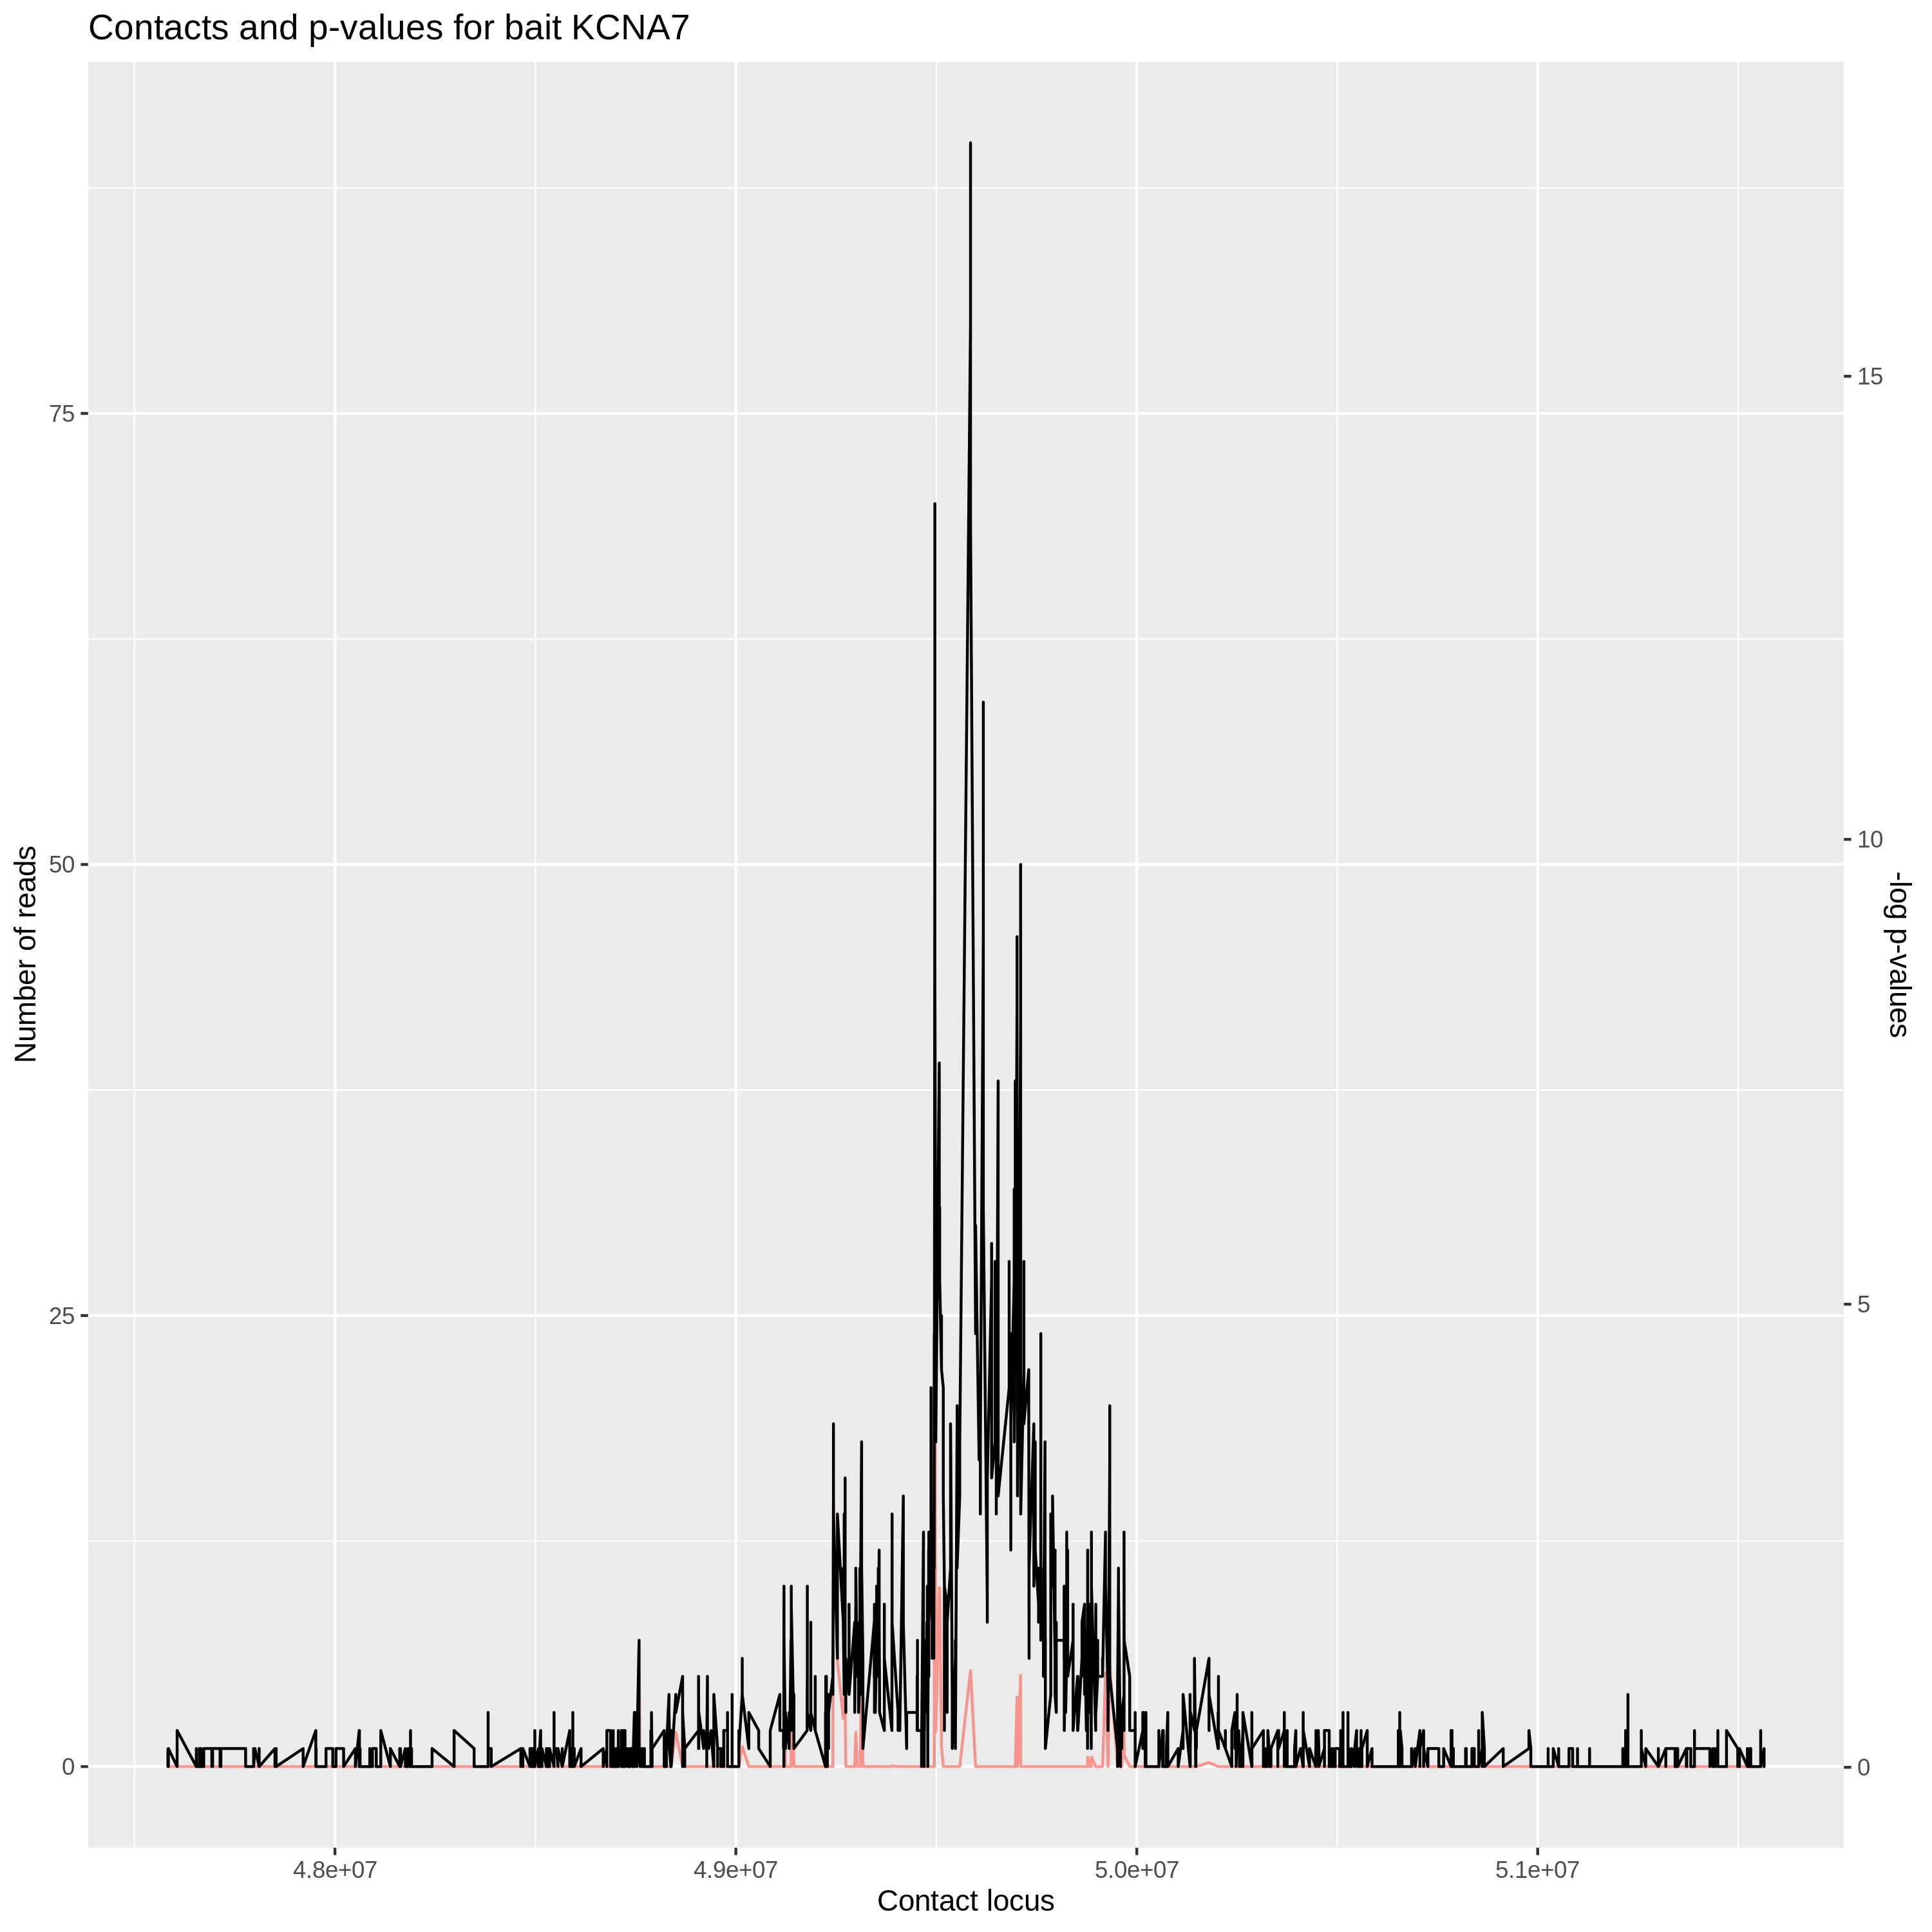 Contacts and p-values for bait KCNA7
Number of reads
75
50
25
0
15
10
5
0
-log p-values
4.8e+07
4.9e+07
5.0e+07
5.1e+07
Contact locus